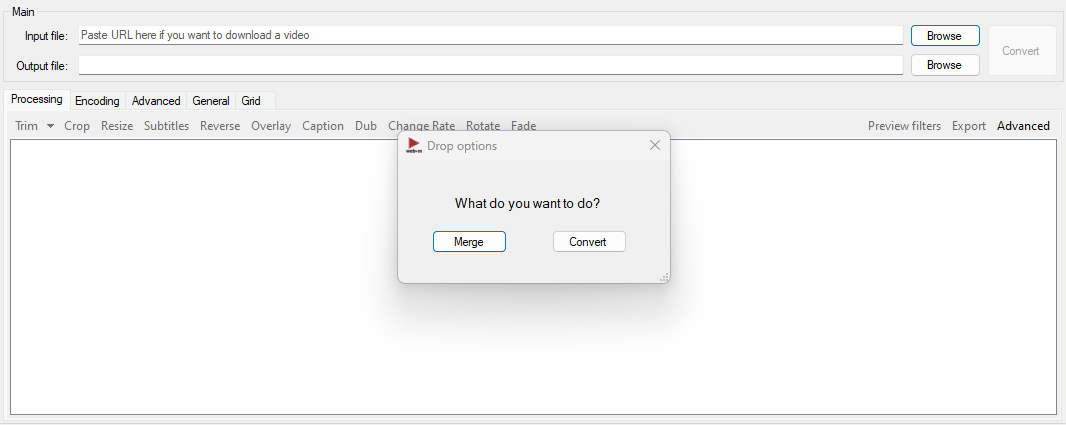 Main
Input file: Paste URL here if you want to download a video Browse
Convert
Output file: Browse
Processing Encoding Advanced General Grid
Trim Crop Resize Subtitles Reverse Overlay Caption Dub Change Rate Rotate Fade Preview filters Export Advanced
Drop options
What do you want to do?
Merge Convert